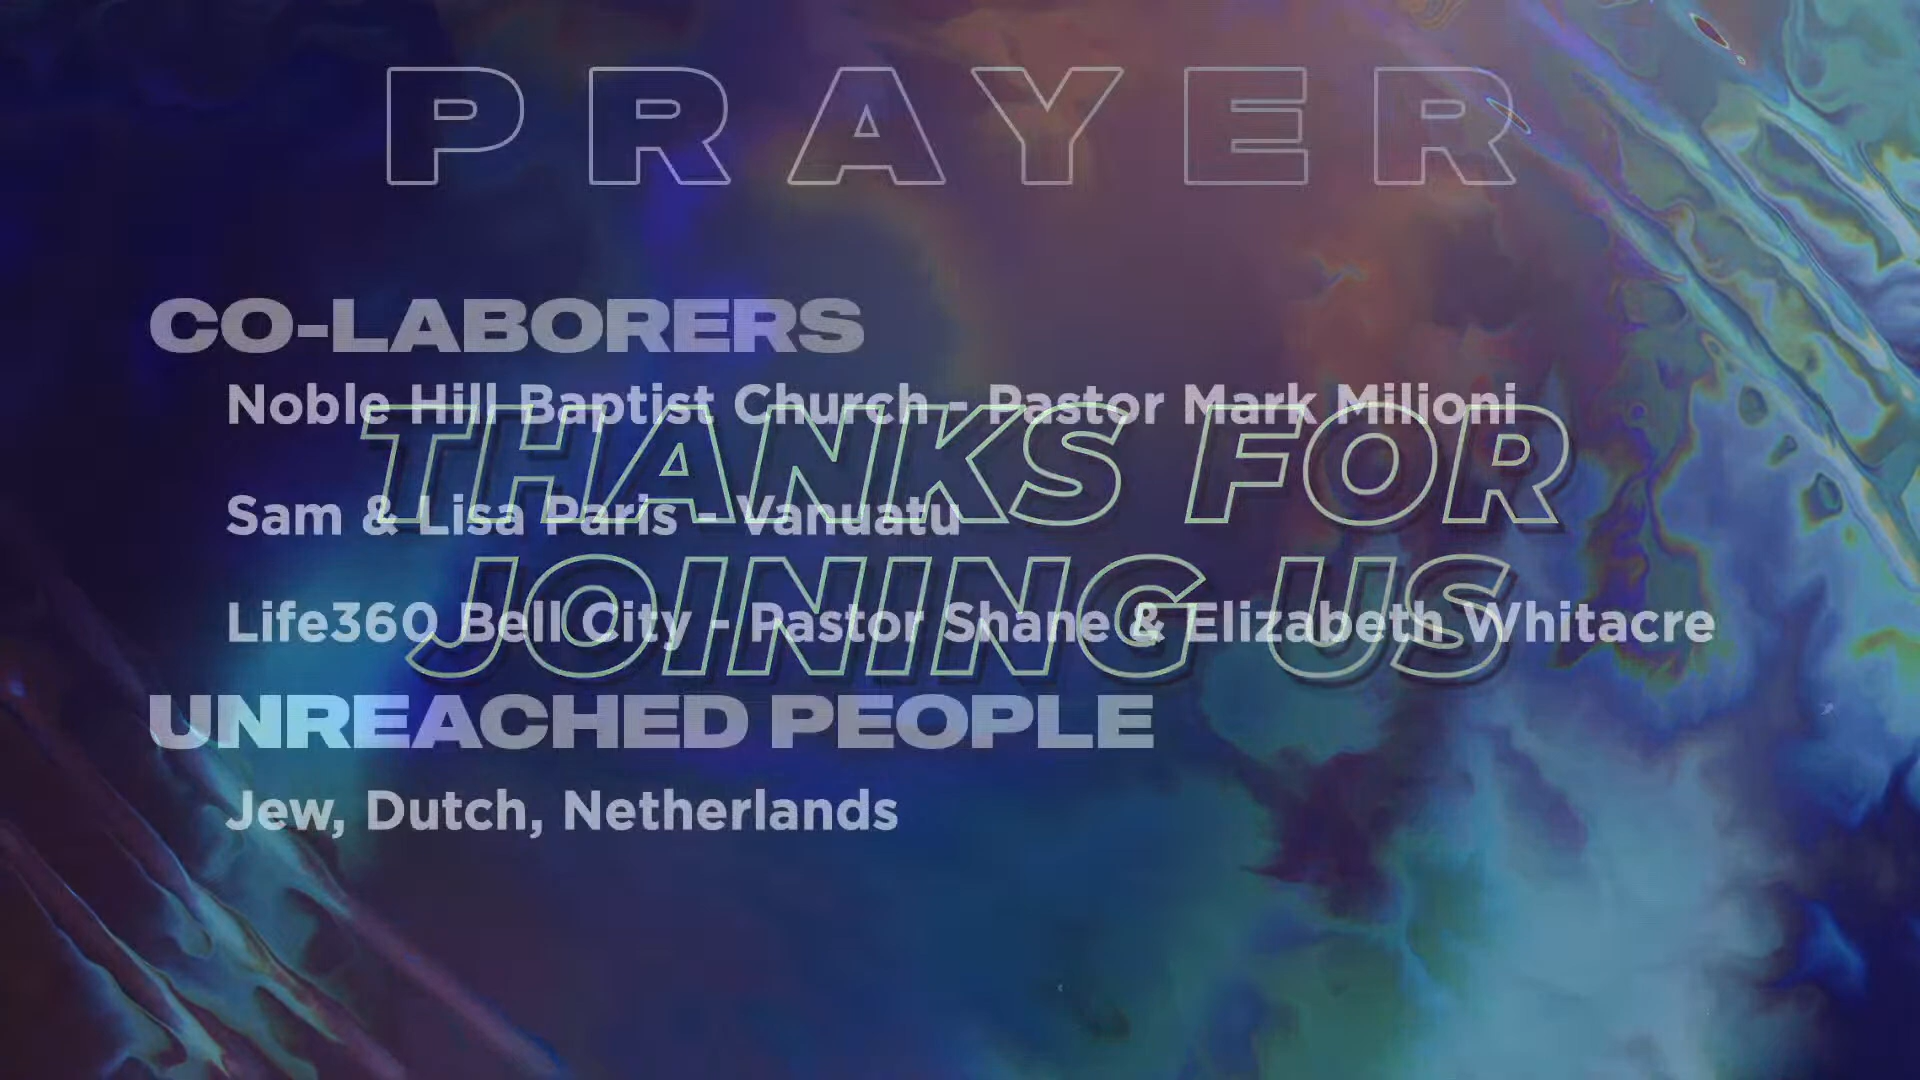 PRAYER
CO-LABORERS
Noble Hill Baptist Church - Pastor Mark Milioni
THANKS FOR
Sam & Lisa Paris - Vanuatu
JOINING US
Life360 Bell City - Pastor Shane & Elizabeth Whitacre
UNREACHED PEOPLE
Jew, Dutch, Netherlands